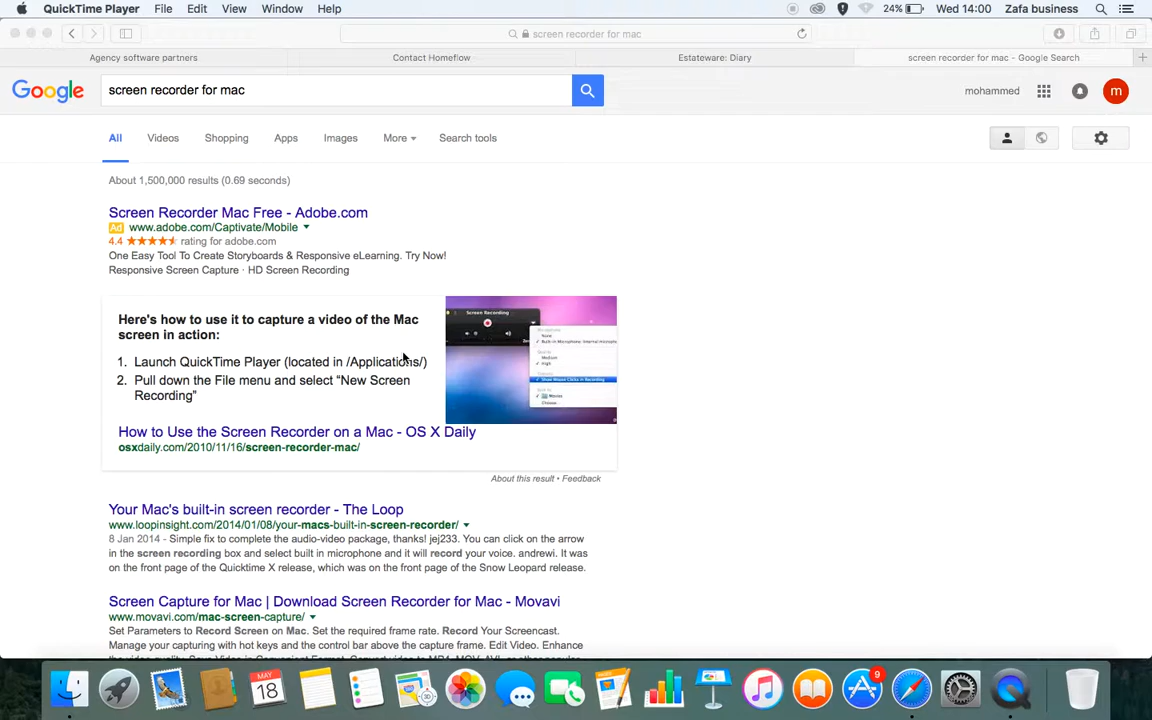 QuickTime Player File Edit View Window Help 24% Wed 14:00 Zafa business
screen recorder for mac
Agency software partners Contact Homeflow Estateware: Diary screen recorder for mac - Google Search
Google screen recorder for mac mohammed m
All Videos Shopping Apps Images More Search tools
About 1,500,000 results (0.69 seconds)
Screen Recorder Mac Free - Adobe.com
Ad www.adobe.com/Captivate/Mobile
4.4 rating for adobe.com
One Easy Tool To Create Storyboards & Responsive eLearning. Try Now!
Responsive Screen Capture · HD Screen Recording
Here's how to use it to capture a video of the Mac
screen in action:
1. Launch QuickTime Player (located in /Applications/)
2. Pull down the File menu and select “New Screen
Recording”
Screen Recording
How to Use the Screen Recorder on a Mac - OS X Daily
osxdaily.com/2010/11/16/screen-recorder-mac/
About this result • Feedback
Your Mac's built-in screen recorder - The Loop
www.loopinsight.com/2014/01/08/your-macs-built-in-screen-recorder/
8 Jan 2014 - Simple fix to complete the audio-video package, thanks! jej233. You can click on the arrow
in the screen recording box and select built in microphone and it will record your voice. andrewi. It was
on the front page of the Quicktime X release, which was on the front page of the Snow Leopard release.
Screen Capture for Mac | Download Screen Recorder for Mac - Movavi
www.movavi.com/mac-screen-capture/
Set Parameters to Record Screen on Mac. Set the required frame rate. Record Your Screencast.
Manage your capturing with hot keys and the control bar above the capture frame. Edit Video. Enhance
MAY
18
9